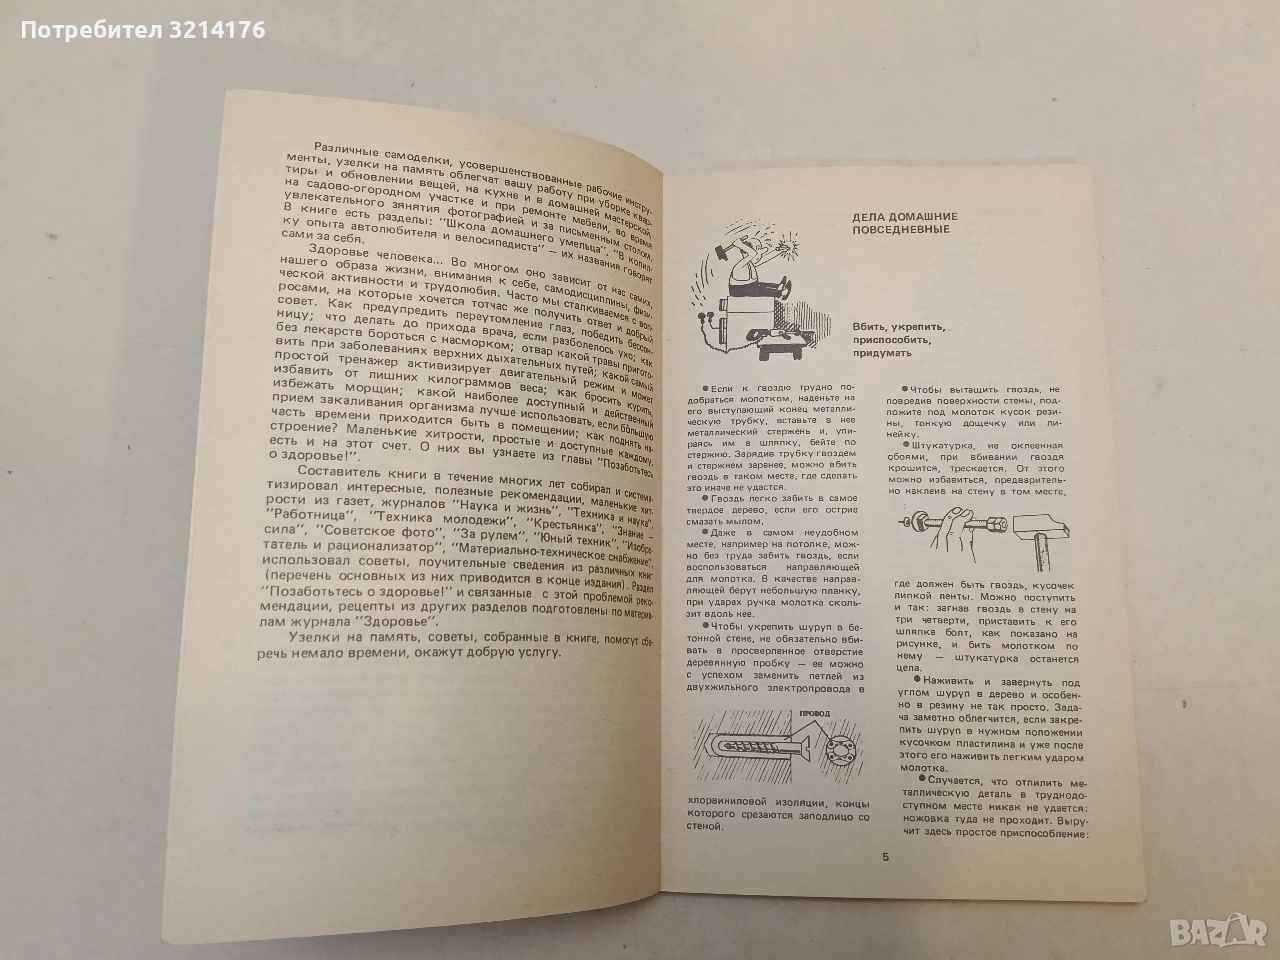 Потребител 3214176
Различные самоделки, усовершенствованные рабочие инстру-
менты, узелки на память облегчат вашу работу при уборке квар-
тиры и обновлении вещей, на кухне и в домашней мастерской,
на садово-огородном участке и при ремонте мебели, во время
увлекательного зянятия фотографией и за письменным столом.
В книге есть разделы: "Школа домашнего умельца", "В копил-
ку опыта автолюбителя и велосипедиста" — их названия говорят
сами за себя.
Здоровье человека... Во многом оно зависит от нас самих,
нашего образа жизни, внимания к себе, самодисциплины, физи-
ческой активности и трудолюбия. Часто мы сталкиваемся с воп-
росами, на которые хочется тотчас же получить ответ и добрый
совет. Как предупредить переутомление глаз, победить бессон-
ницу; что делать до прихода врача, если разболелось ухо; как
без лекарств бороться с насморком; отвар какой травы пригото-
вить при заболеваниях верхних дыхательных путей; какой самый
простой тренажер активизирует двигательный режим и может
избавить от лишних килограммов веса; как бросить курить,
избежать морщин; какой наиболее доступный и действенный
прием закаливания организма лучше использовать, если бо́льшую
часть времени приходится быть в помещении; как поднять на-
строение? Маленькие хитрости, простые и доступные каждому,
есть и на этот счет. О них вы узнаете из главы "Позаботьтесь
о здоровье!".
Составитель книги в течение многих лет собирал и система-
тизировал интересные, полезные рекомендации, маленькие хит-
рости из газет, журналов "Наука и жизнь", "Техника и наука",
"Работница", "Техника молодежи", "Крестьянка", "Знание –
сила", "Советское фото", "За рулем", "Юный техник", "Изобре-
татель и рационализатор", "Материально-техническое снабжение",
использовал советы, поучительные сведения из различных книг
(перечень основных из них приводится в конце издания). Раздел
"Позаботьтесь о здоровье!" и связанные с этой проблемой реко-
мендации, рецепты из других разделов подготовлены по материа-
лам журнала "Здоровье".
Узелки на память, советы, собранные в книге, помогут сбе-
речь немало времени, окажут добрую услугу.
ДЕЛА ДОМАШНИЕ
ПОВСЕДНЕВНЫЕ
Вбить, укрепить,
приспособить,
придумать
● Если к гвоздю трудно по-
добраться молотком, наденьте на
его выступающий конец металли-
ческую трубку, вставьте в нее
металлический стержень и, упи-
раясь им в шляпку, бейте по
стержню. Зарядив трубку гвоздем
и стержнем заранее, можно вбить
гвоздь в таком месте, где сделать
это иначе не удастся.
● Гвоздь легко забить в самое
твердое дерево, если его острие
смазать мылом.
● Даже в самом неудобном
месте, например на потолке, мож-
но без труда забить гвоздь, если
воспользоваться направляющей
для молотка. В качестве направ-
ляющей берут небольшую планку,
при ударах ручка молотка сколь-
зит вдоль нее.
● Чтобы укрепить шуруп в бе-
тонной стене, не обязательно вби-
вать в просверленное отверстие
деревянную пробку — ее можно
с успехом заменить петлей из
двухжильного электропровода в
ПРОВОД
хлорвиниловой изоляции, концы
которого срезаются заподлицо со
стеной.
● Чтобы вытащить гвоздь, не
повредив поверхности стены, под-
ложите под молоток кусок рези-
ны, тонкую дощечку или ли-
нейку.
● Штукатурка, не оклеенная
обоями, при вбивании гвоздя
крошится, трескается. От этого
можно избавиться, предваритель-
но наклеив на стену в том месте,
где должен быть гвоздь, кусочек
липкой ленты. Можно поступить
и так: загнав гвоздь в стену на
три четверти, приставить к его
шляпке болт, как показано на
рисунке, и бить молотком по
нему — штукатурка останется
цела.
● Наживить и завернуть под
углом шуруп в дерево и особен-
но в резину не так просто. Зада-
ча заметно облегчится, если закре-
пить шуруп в нужном положении
кусочком пластилина и уже после
этого его наживить легким ударом
молотка.
● Случается, что отпилить ме-
таллическую деталь в труднодо-
ступном месте никак не удается:
ножовка туда не проходит. Выру-
чит здесь простое приспособление:
5
BAZAR